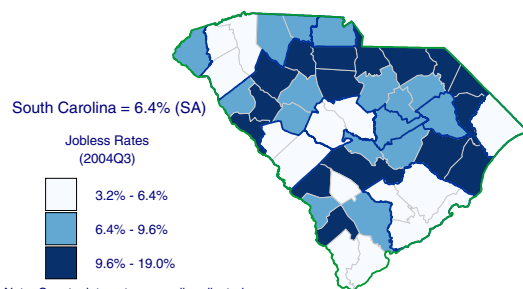 South Carolina = 6.4% (SA)
Jobless Rates
(2004Q3)
3.2% - 6.4%
6.4% - 9.6%
9.6% - 19.0%